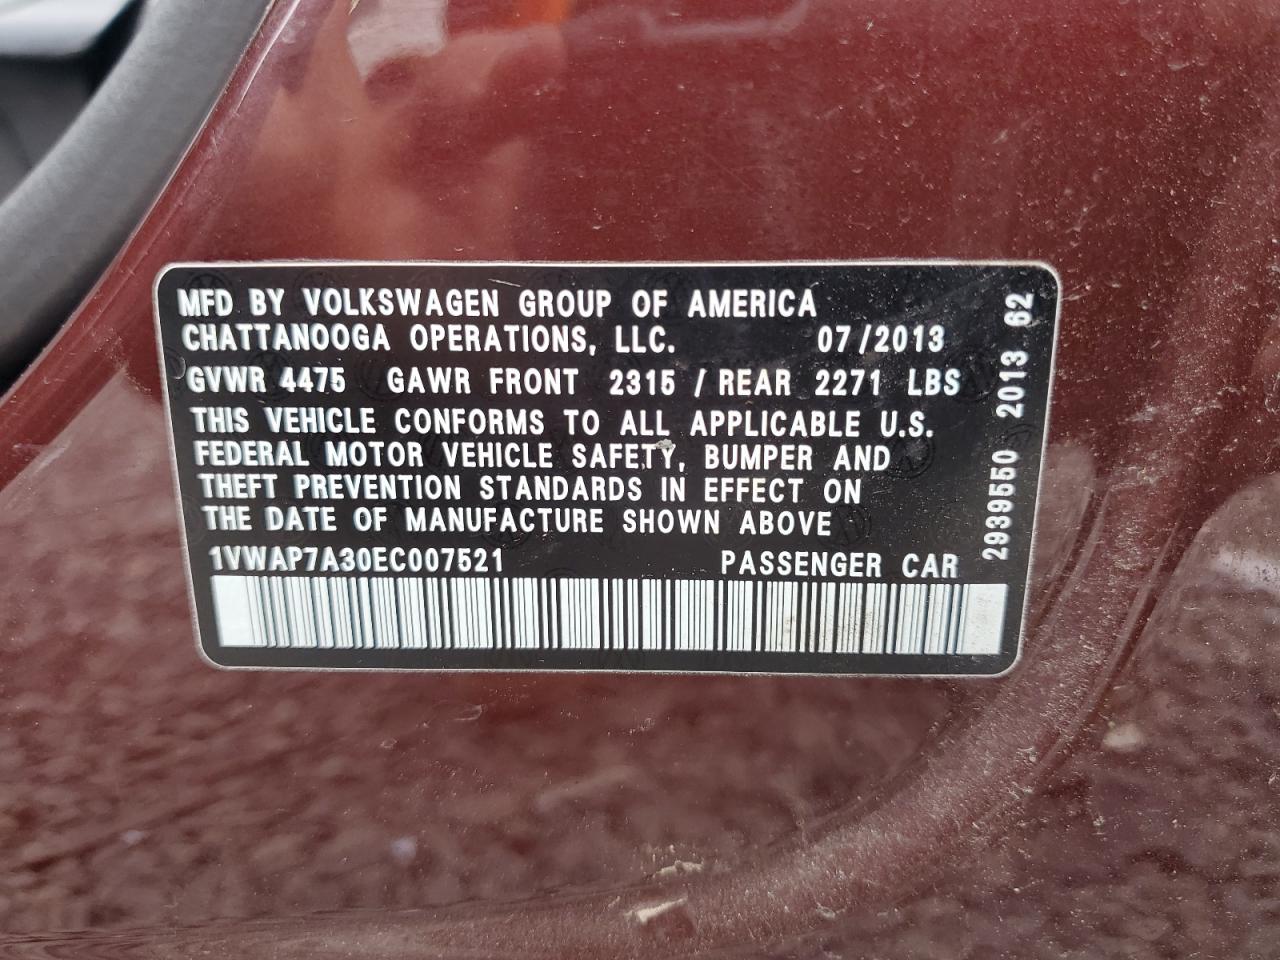 MFD BY VOLKSWAGEN GROUP OF AMERICA
CHATTANOOGA OPERATIONS, LLC. 07/2013
GVWR 4475 GAWR FRONT 2315 / REAR 2271 LBS
THIS VEHICLE CONFORMS TO ALL APPLICABLE U.S.
FEDERAL MOTOR VEHICLE SAFETY, BUMPER AND
THEFT PREVENTION STANDARDS IN EFFECT ON
THE DATE OF MANUFACTURE SHOWN ABOVE
1VWAP7A30EC007521 PASSENGER CAR
2939550 2013 62